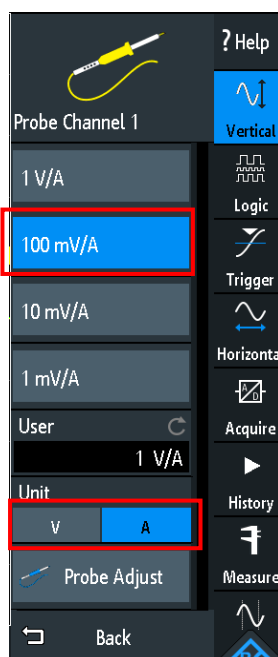 ? Help
Probe Channel 1
Vertical
1 V/A
Logic
100 mV/A
Trigger
10 mV/A
Horizonta
1 mV/A
User
Acquire
1 V/A
Unit
History
V
A
Probe Adjust
Measure
Back